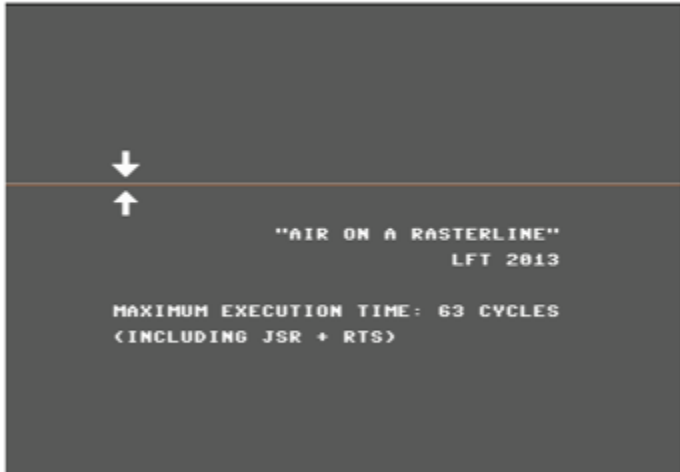 "AIR ON A RASTERLINE"
LFT 2013
MAXIMUM EXECUTION TIME: 63 CYCLES
(INCLUDING JSR + RTS)